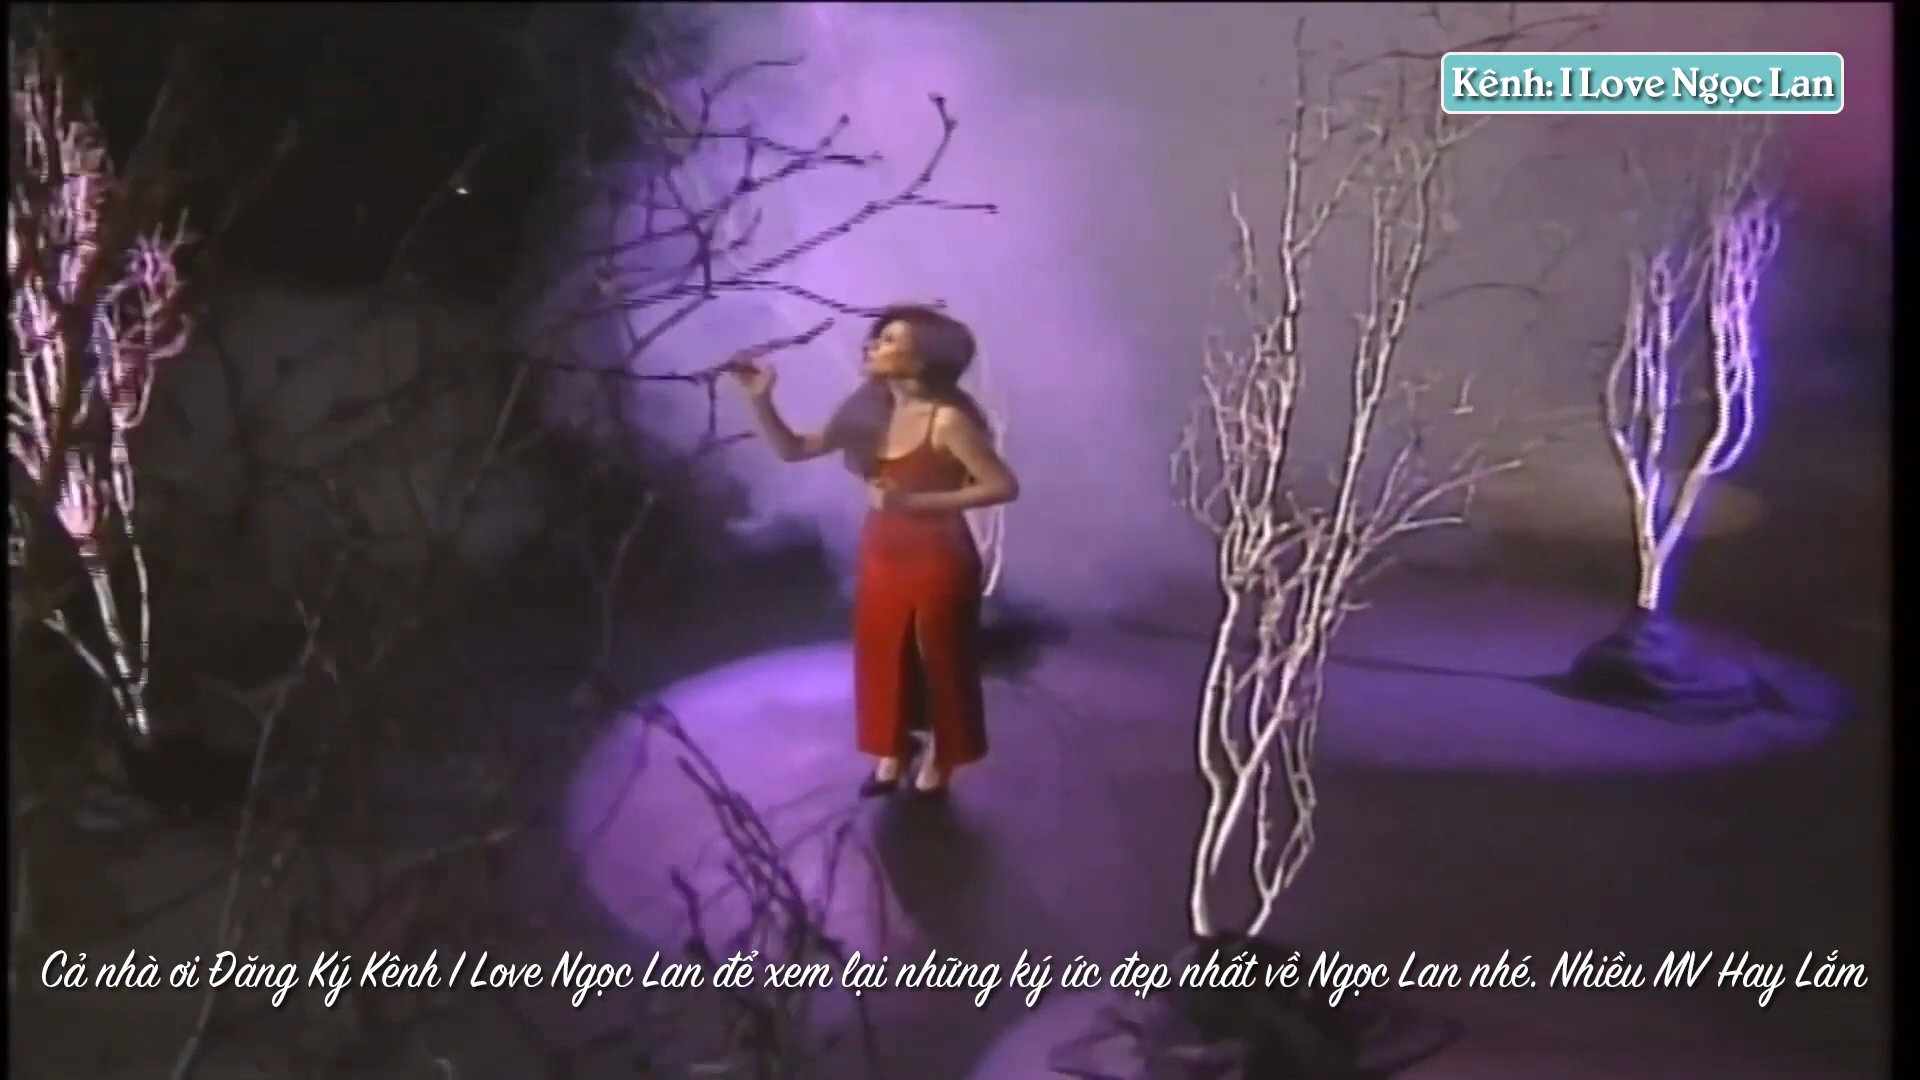 Kênh: I Love Ngọc Lan
Cả nhà ơi Đăng Ký Kênh I Love Ngọc Lan để xem lại những ký ức đẹp nhất về Ngọc Lan nhé. Nhiều MV Hay Lắm